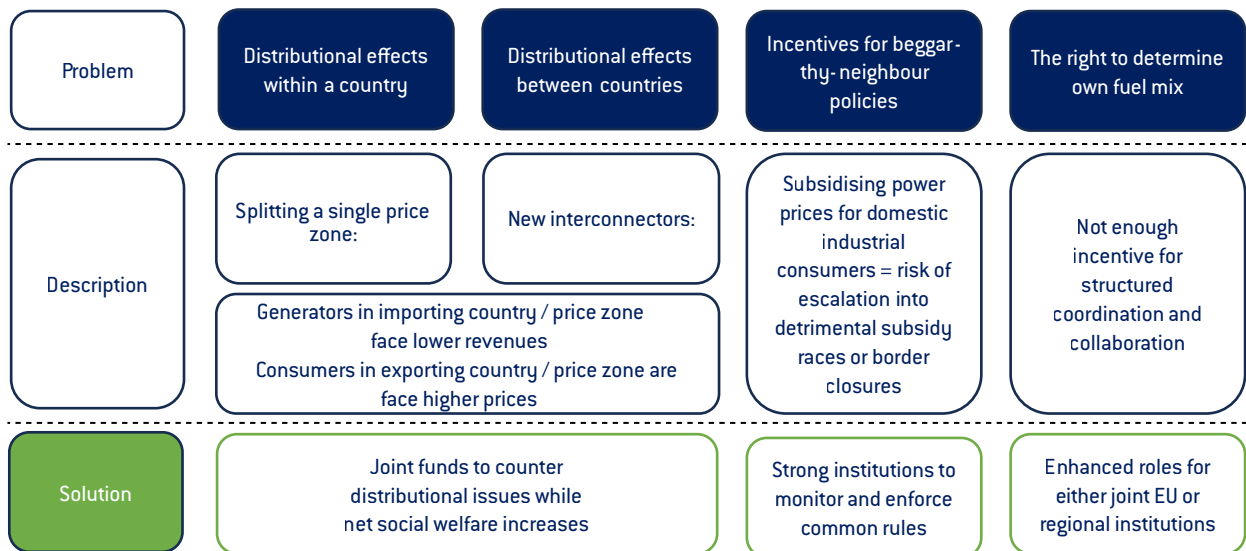 Problem
Distributional effects
within a country
Distributional effects
between countries
Incentives for beggar-
thy-neighbour
policies
The right to determine
own fuel mix
Description
Splitting a single price
zone:
New interconnectors:
Generators in importing country / price zone
face lower revenues
Consumers in exporting country / price zone are
face higher prices
Subsidising power
prices for domestic
industrial
consumers = risk of
escalation into
detrimental subsidy
races or border
closures
Not enough
incentive for
structured
coordination and
collaboration
Solution
Joint funds to counter
distributional issues while
net social welfare increases
Strong institutions to
monitor and enforce
common rules
Enhanced roles for
either joint EU or
regional institutions